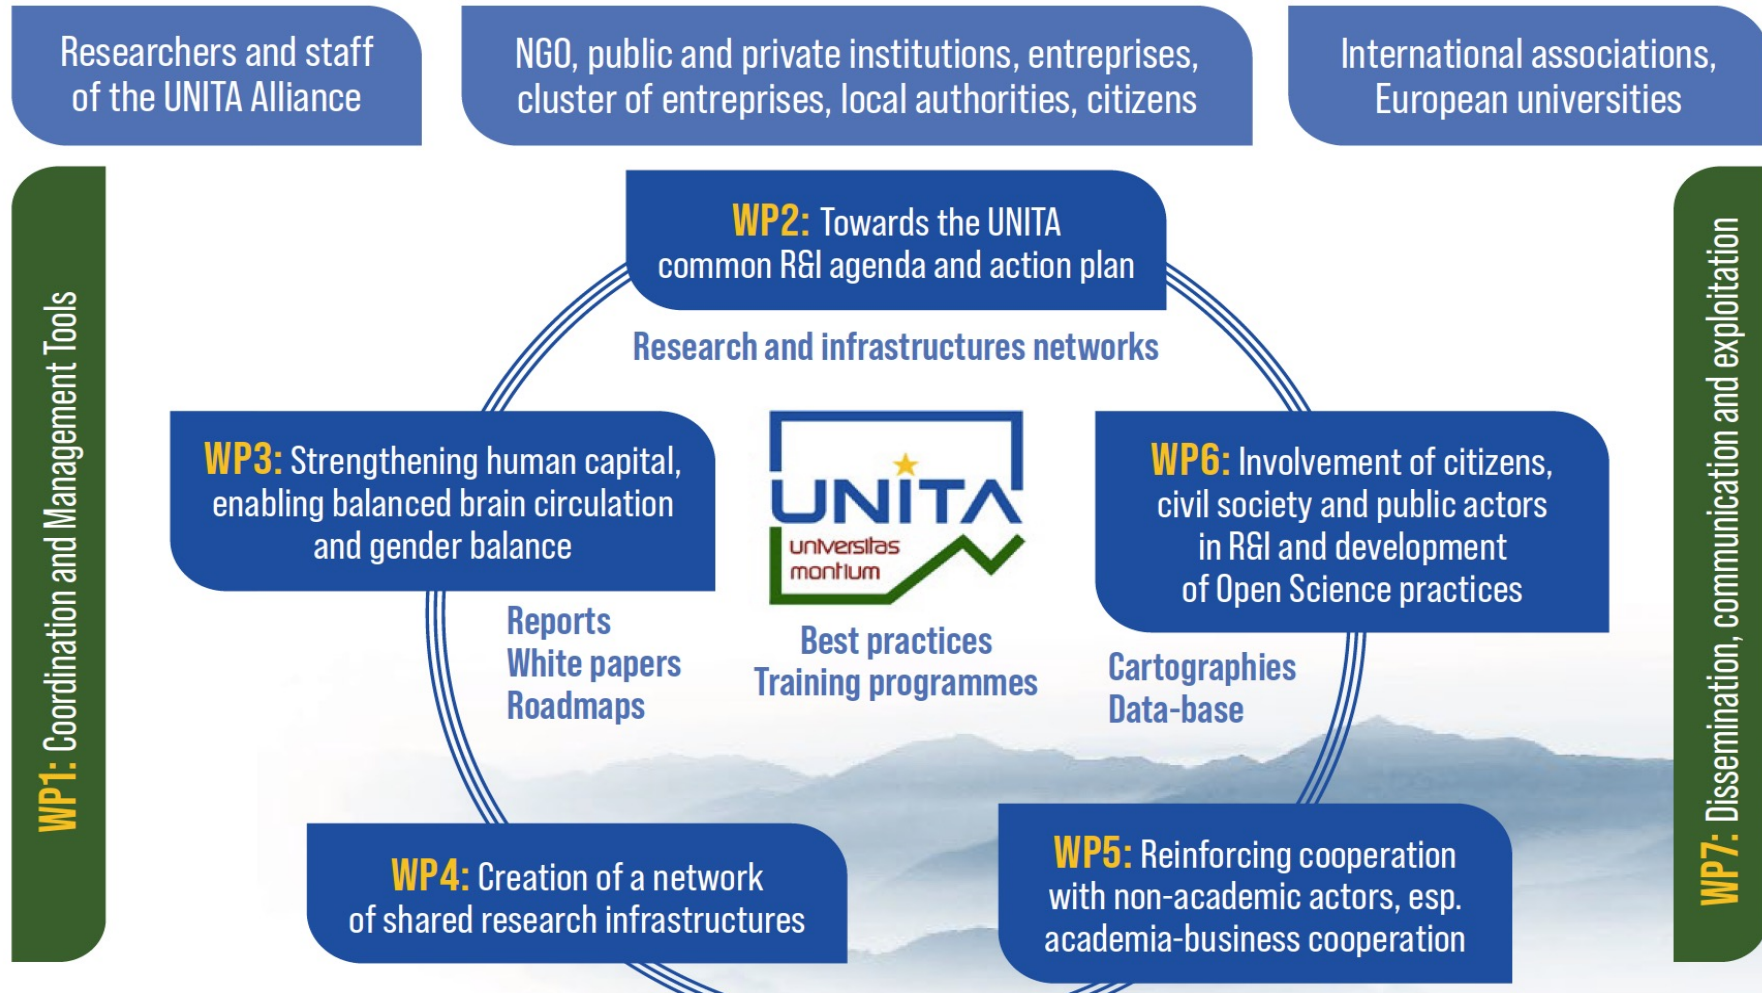 Researchers and staff
of the UNITA Alliance
NGO, public and private institutions, entreprises,
cluster of entreprises, local authorities, citizens
International associations,
European universities
WP1: Coordination and Management Tools
WP2: Towards the UNITA
common R&I agenda and action plan
Research and infrastructures networks
WP3: Strengthening human capital,
enabling balanced brain circulation
and gender balance
UNITA
universitas
montium
WP6: Involvement of citizens,
civil society and public actors
in R&I and development
of Open Science practices
Reports
White papers
Roadmaps
Best practices
Training programmes
Cartographies
Data-base
WP4: Creation of a network
of shared research infrastructures
WP5: Reinforcing cooperation
with non-academic actors, esp.
academia-business cooperation
WP7: Dissemination, communication and exploitation